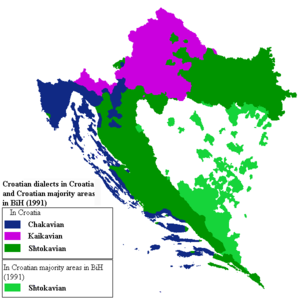 Croatian dialects in Croatia
and Croatian majority areas
in BiH (1991)
In Croatia
Chakavian
Kaikavian
Shtokavian
In Croatian majority areas in BiH
(1991)
Shtokavian